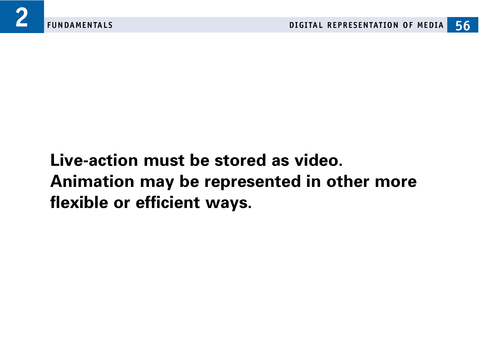 2
FUNDAMENTALS
DIGITAL REPRESENTATION OF MEDIA 56
Live-action must be stored as video.
Animation may be represented in other more
flexible or efficient ways.